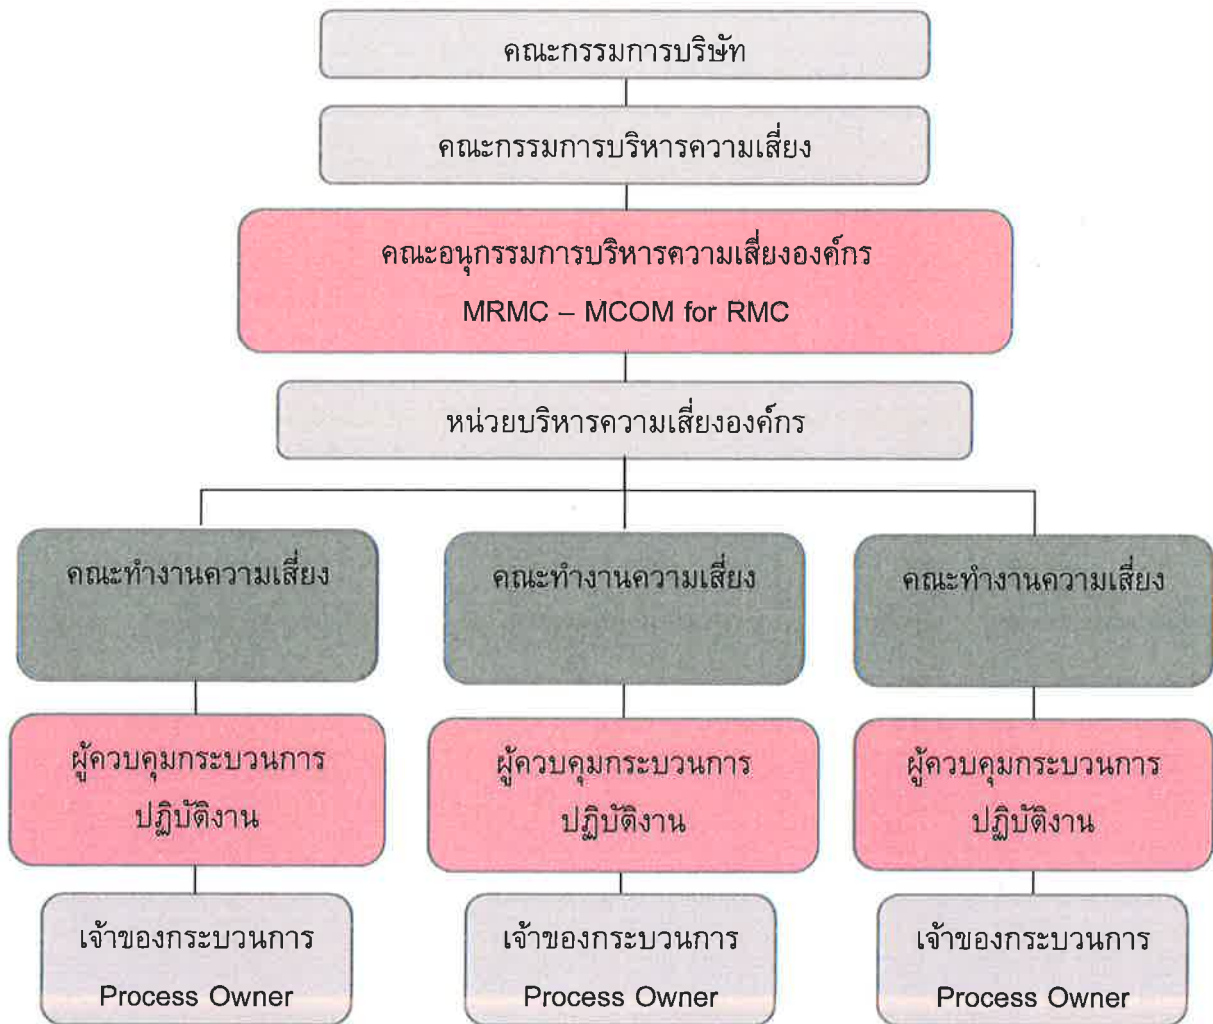 คณะกรรมการบริษัท
คณะกรรมการบริหารความเสี่ยง
คณะอนุกรรมการบริหารความเสี่ยงองค์กร
MRMC – MCOM for RMC
หน่วยบริหารความเสี่ยงองค์กร
คณะทำงานความเสี่ยง
คณะทำงานความเสี่ยง
คณะทำงานความเสี่ยง
ผู้ควบคุมกระบวนการ
ปฏิบัติงาน
ผู้ควบคุมกระบวนการ
ปฏิบัติงาน
ผู้ควบคุมกระบวนการ
ปฏิบัติงาน
เจ้าของกระบวนการ
Process Owner
เจ้าของกระบวนการ
Process Owner
เจ้าของกระบวนการ
Process Owner